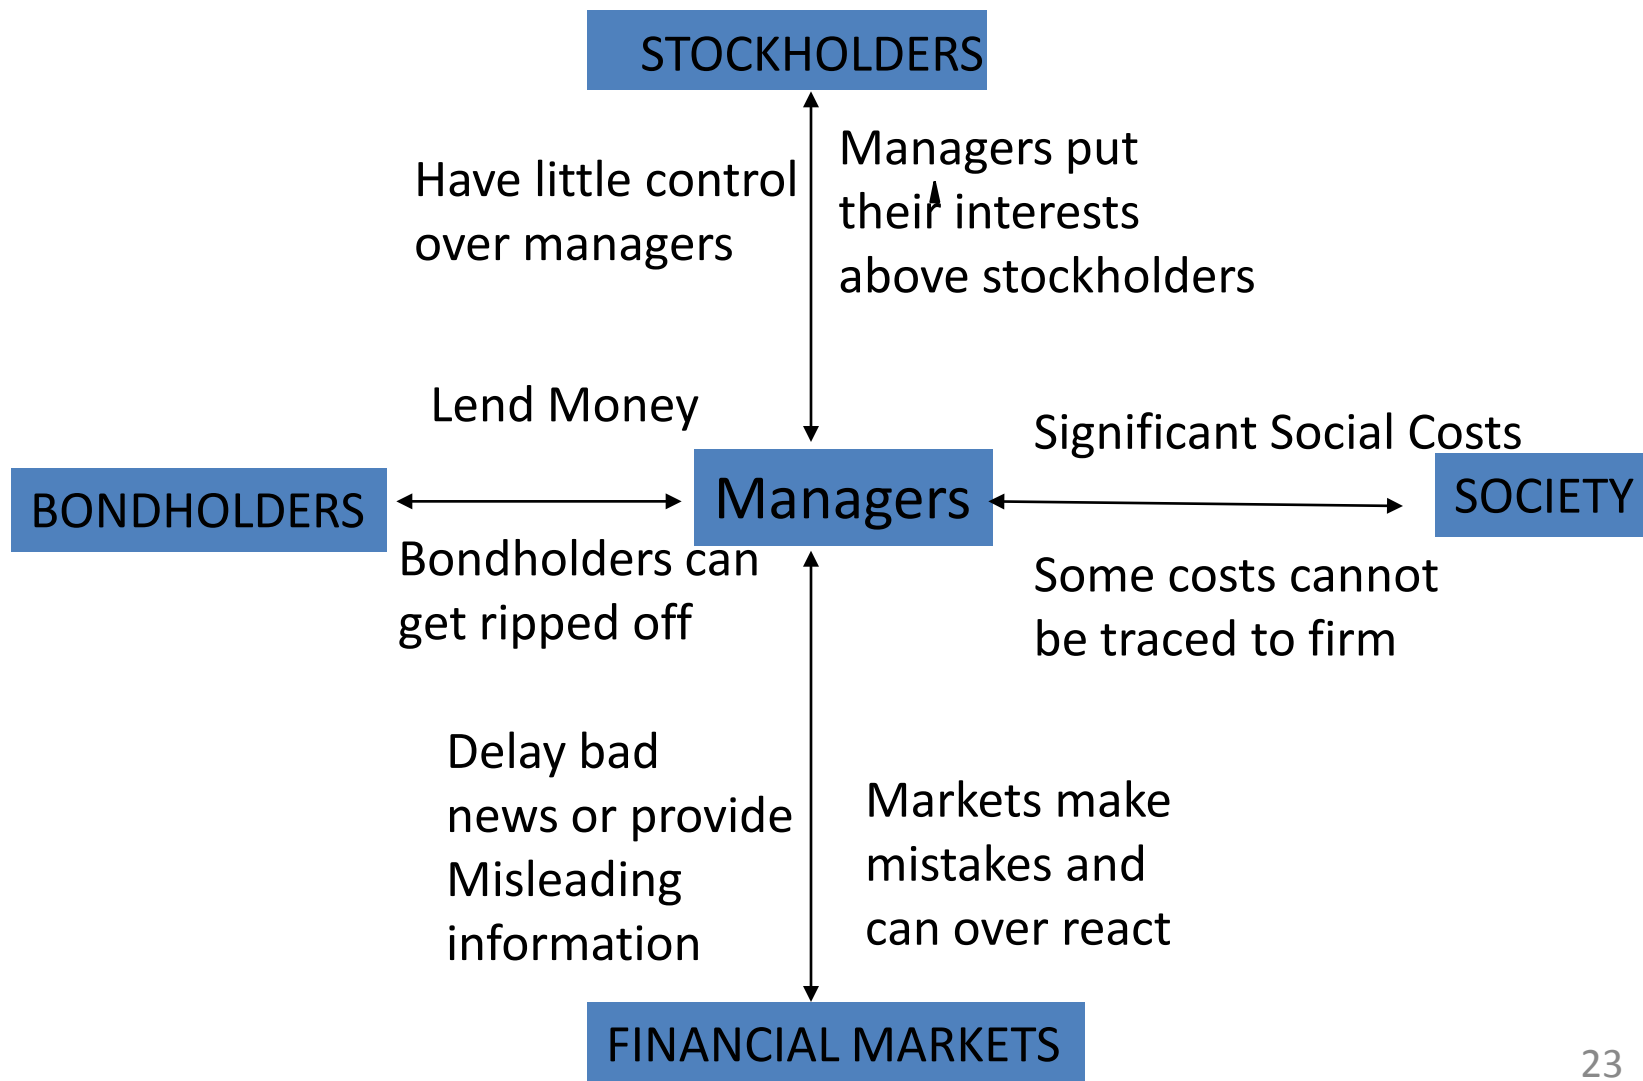 STOCKHOLDERS
Have little control
over managers
Managers put
their interests
above stockholders
Lend Money
Significant Social Costs
BONDHOLDERS
Managers
SOCIETY
Bondholders can
get ripped off
Some costs cannot
be traced to firm
Delay bad
news or provide
Misleading
information
Markets make
mistakes and
can over react
FINANCIAL MARKETS
23